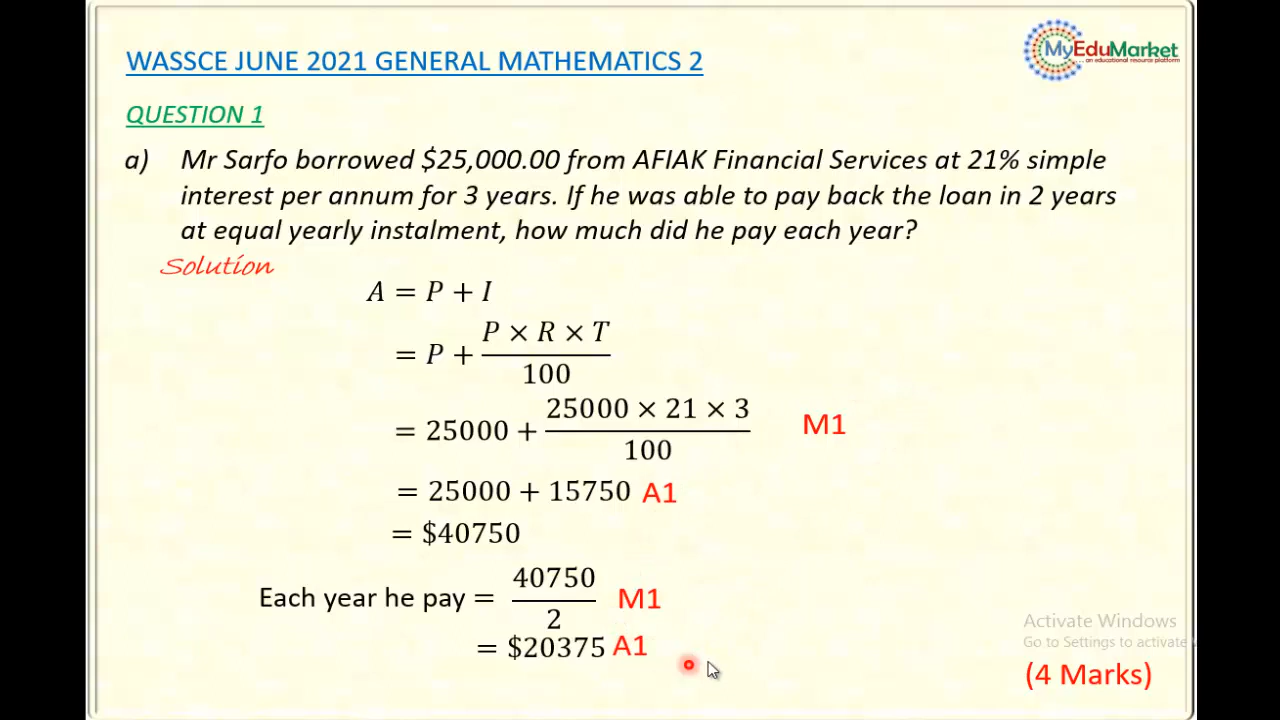 WASSCE JUNE 2021 GENERAL MATHEMATICS 2
MyEduMarket
...an educational resource platform
QUESTION 1
a) Mr Sarfo borrowed $25,000.00 from AFIAK Financial Services at 21% simple
interest per annum for 3 years. If he was able to pay back the loan in 2 years
at equal yearly instalment, how much did he pay each year?
Solution
A = P + I
= P + P × R × T / 100
= 25000 + 25000 × 21 × 3 / 100 M1
= 25000 + 15750 A1
= $40750
Each year he pay = 40750 / 2 M1
= $20375 A1
Activate Windows
Go to Settings to activate
(4 Marks)